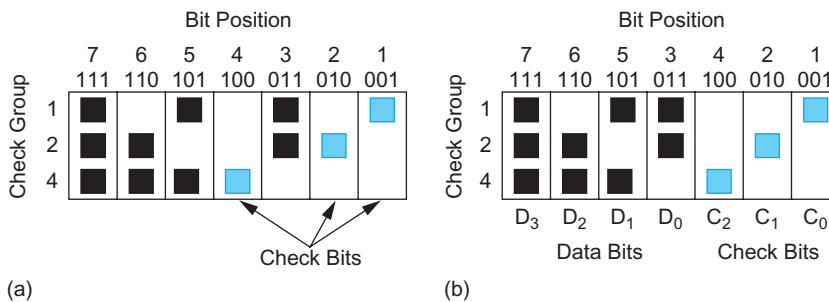 Bit Position
7 6 5 4 3 2 1
111 110 101 100 011 010 001
Check Group
1
2
4
Check Bits
(a)
Bit Position
7 6 5 3 4 2 1
111 110 101 011 100 010 001
Check Group
1
2
4
D3 D2 D1 D0 C2 C1 C0
Data Bits Check Bits
(b)